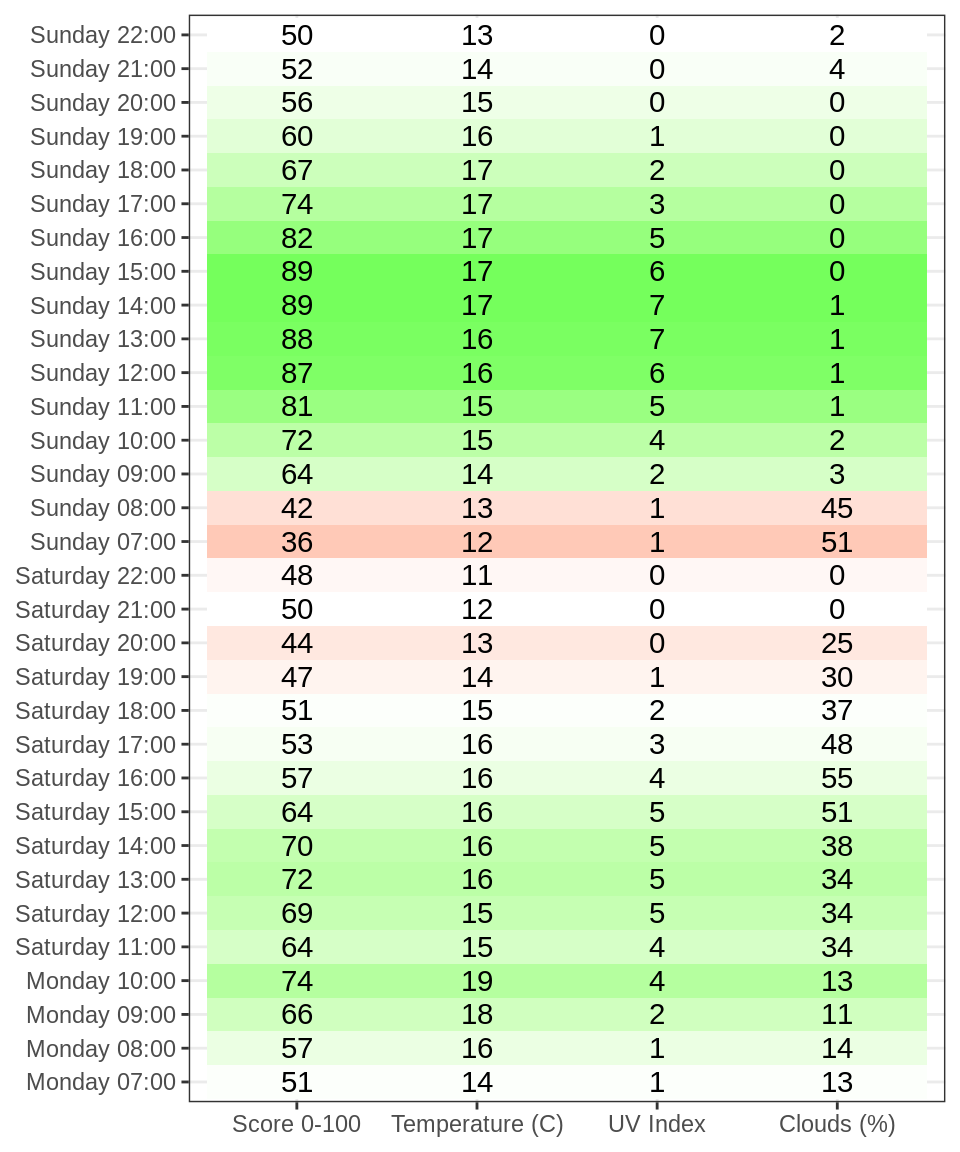 Sunday 22:00 50 13 0 2
Sunday 21:00 52 14 0 4
Sunday 20:00 56 15 0 0
Sunday 19:00 60 16 1 0
Sunday 18:00 67 17 2 0
Sunday 17:00 74 17 3 0
Sunday 16:00 82 17 5 0
Sunday 15:00 89 17 6 0
Sunday 14:00 89 17 7 1
Sunday 13:00 88 16 7 1
Sunday 12:00 87 16 6 1
Sunday 11:00 81 15 5 1
Sunday 10:00 72 15 4 2
Sunday 09:00 64 14 2 3
Sunday 08:00 42 13 1 45
Sunday 07:00 36 12 1 51
Saturday 22:00 48 11 0 0
Saturday 21:00 50 12 0 0
Saturday 20:00 44 13 0 25
Saturday 19:00 47 14 1 30
Saturday 18:00 51 15 2 37
Saturday 17:00 53 16 3 48
Saturday 16:00 57 16 4 55
Saturday 15:00 64 16 5 51
Saturday 14:00 70 16 5 38
Saturday 13:00 72 16 5 34
Saturday 12:00 69 15 5 34
Saturday 11:00 64 15 4 34
Monday 10:00 74 19 4 13
Monday 09:00 66 18 2 11
Monday 08:00 57 16 1 14
Monday 07:00 51 14 1 13
Score 0-100 Temperature (C) UV Index Clouds (%)